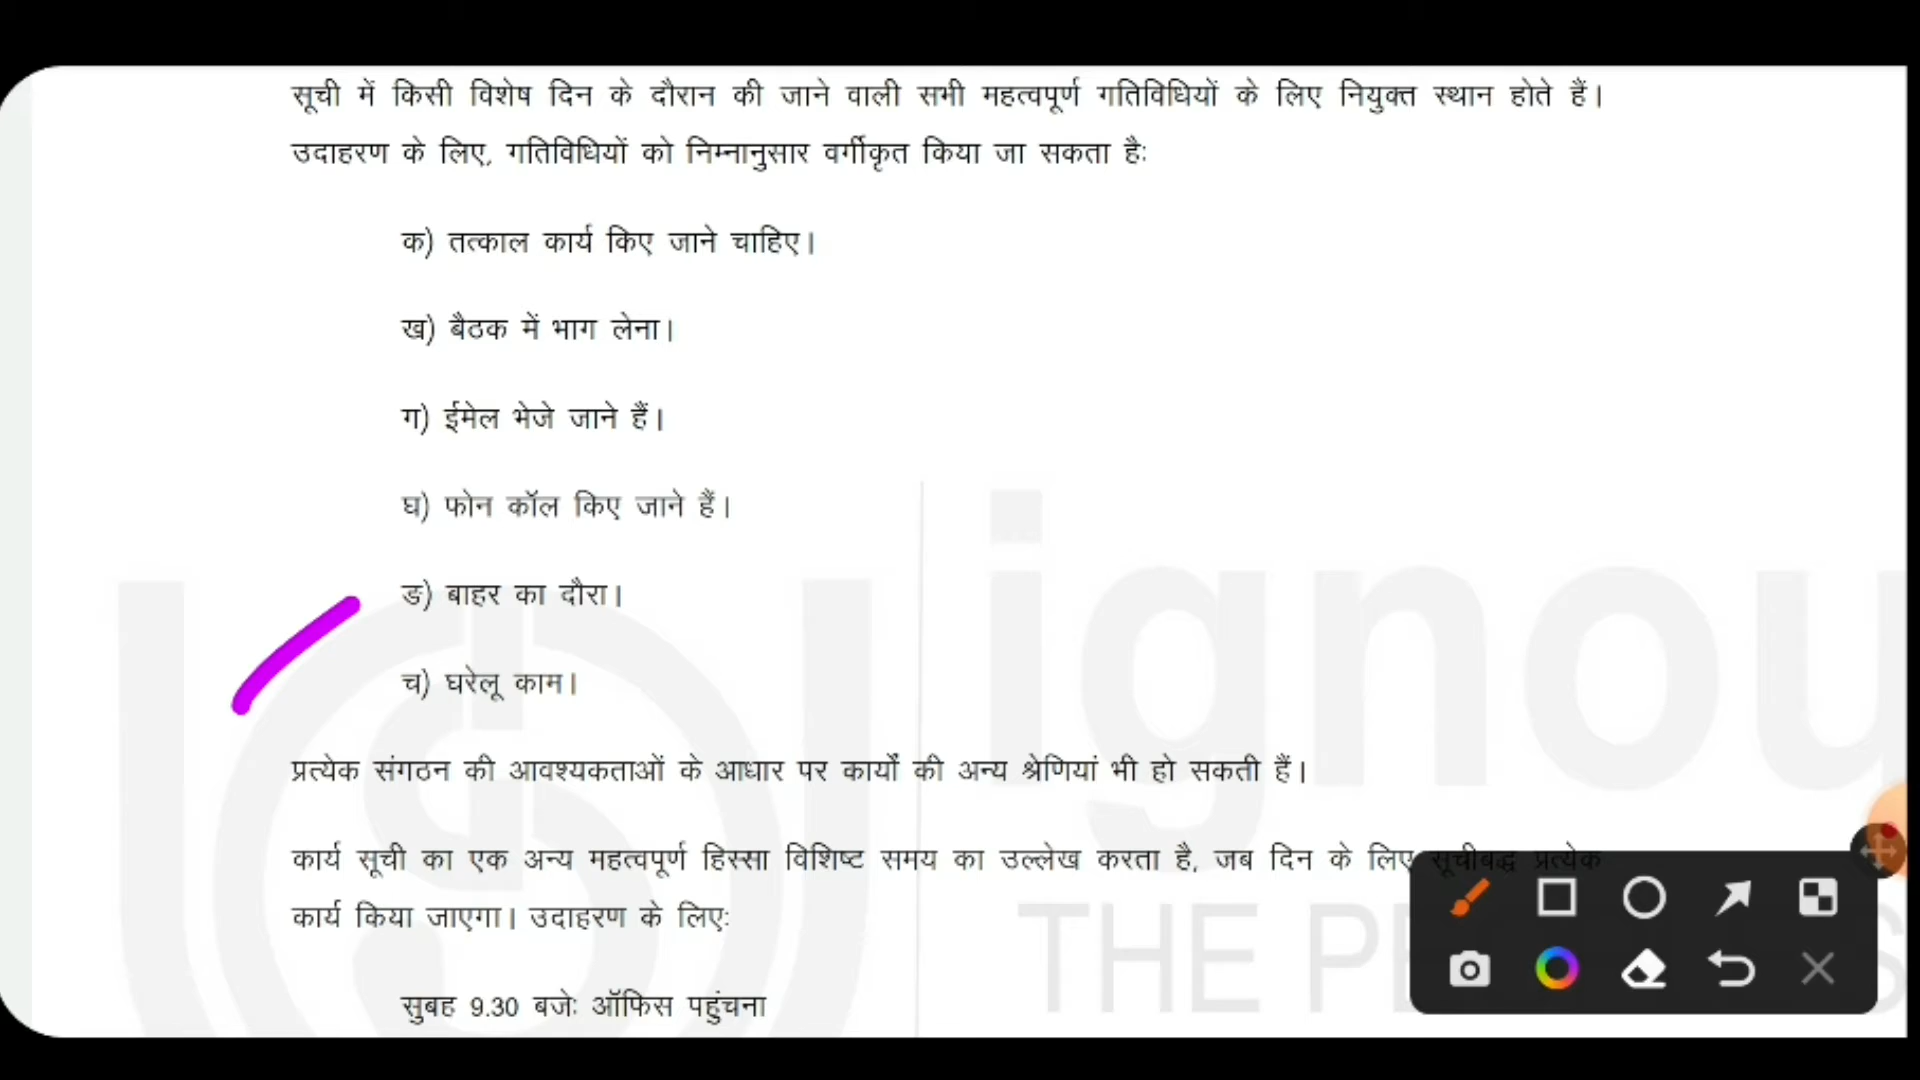 सूची में किसी विशेष दिन के दौरान की जाने वाली सभी महत्वपूर्ण गतिविधियों के लिए नियुक्त स्थान होते हैं।
उदाहरण के लिए, गतिविधियों को निम्नानुसार वर्गीकृत किया जा सकता हैः
क) तत्काल कार्य किए जाने चाहिए।
ख) बैठक में भाग लेना।
ग) ईमेल भेजे जाने हैं।
घ) फोन कॉल किए जाने हैं।
ङ) बाहर का दौरा।
च) घरेलू काम।
प्रत्येक संगठन की आवश्यकताओं के आधार पर कार्यों की अन्य श्रेणियां भी हो सकती हैं।
कार्य सूची का एक अन्य महत्वपूर्ण हिस्सा विशिष्ट समय का उल्लेख करता है, जब दिन के लिए सूचीबद्ध प्रत्येक
कार्य किया जाएगा। उदाहरण के लिएः
सुबह 9.30 बजेः ऑफिस पहुंचना
ignou
THE PE